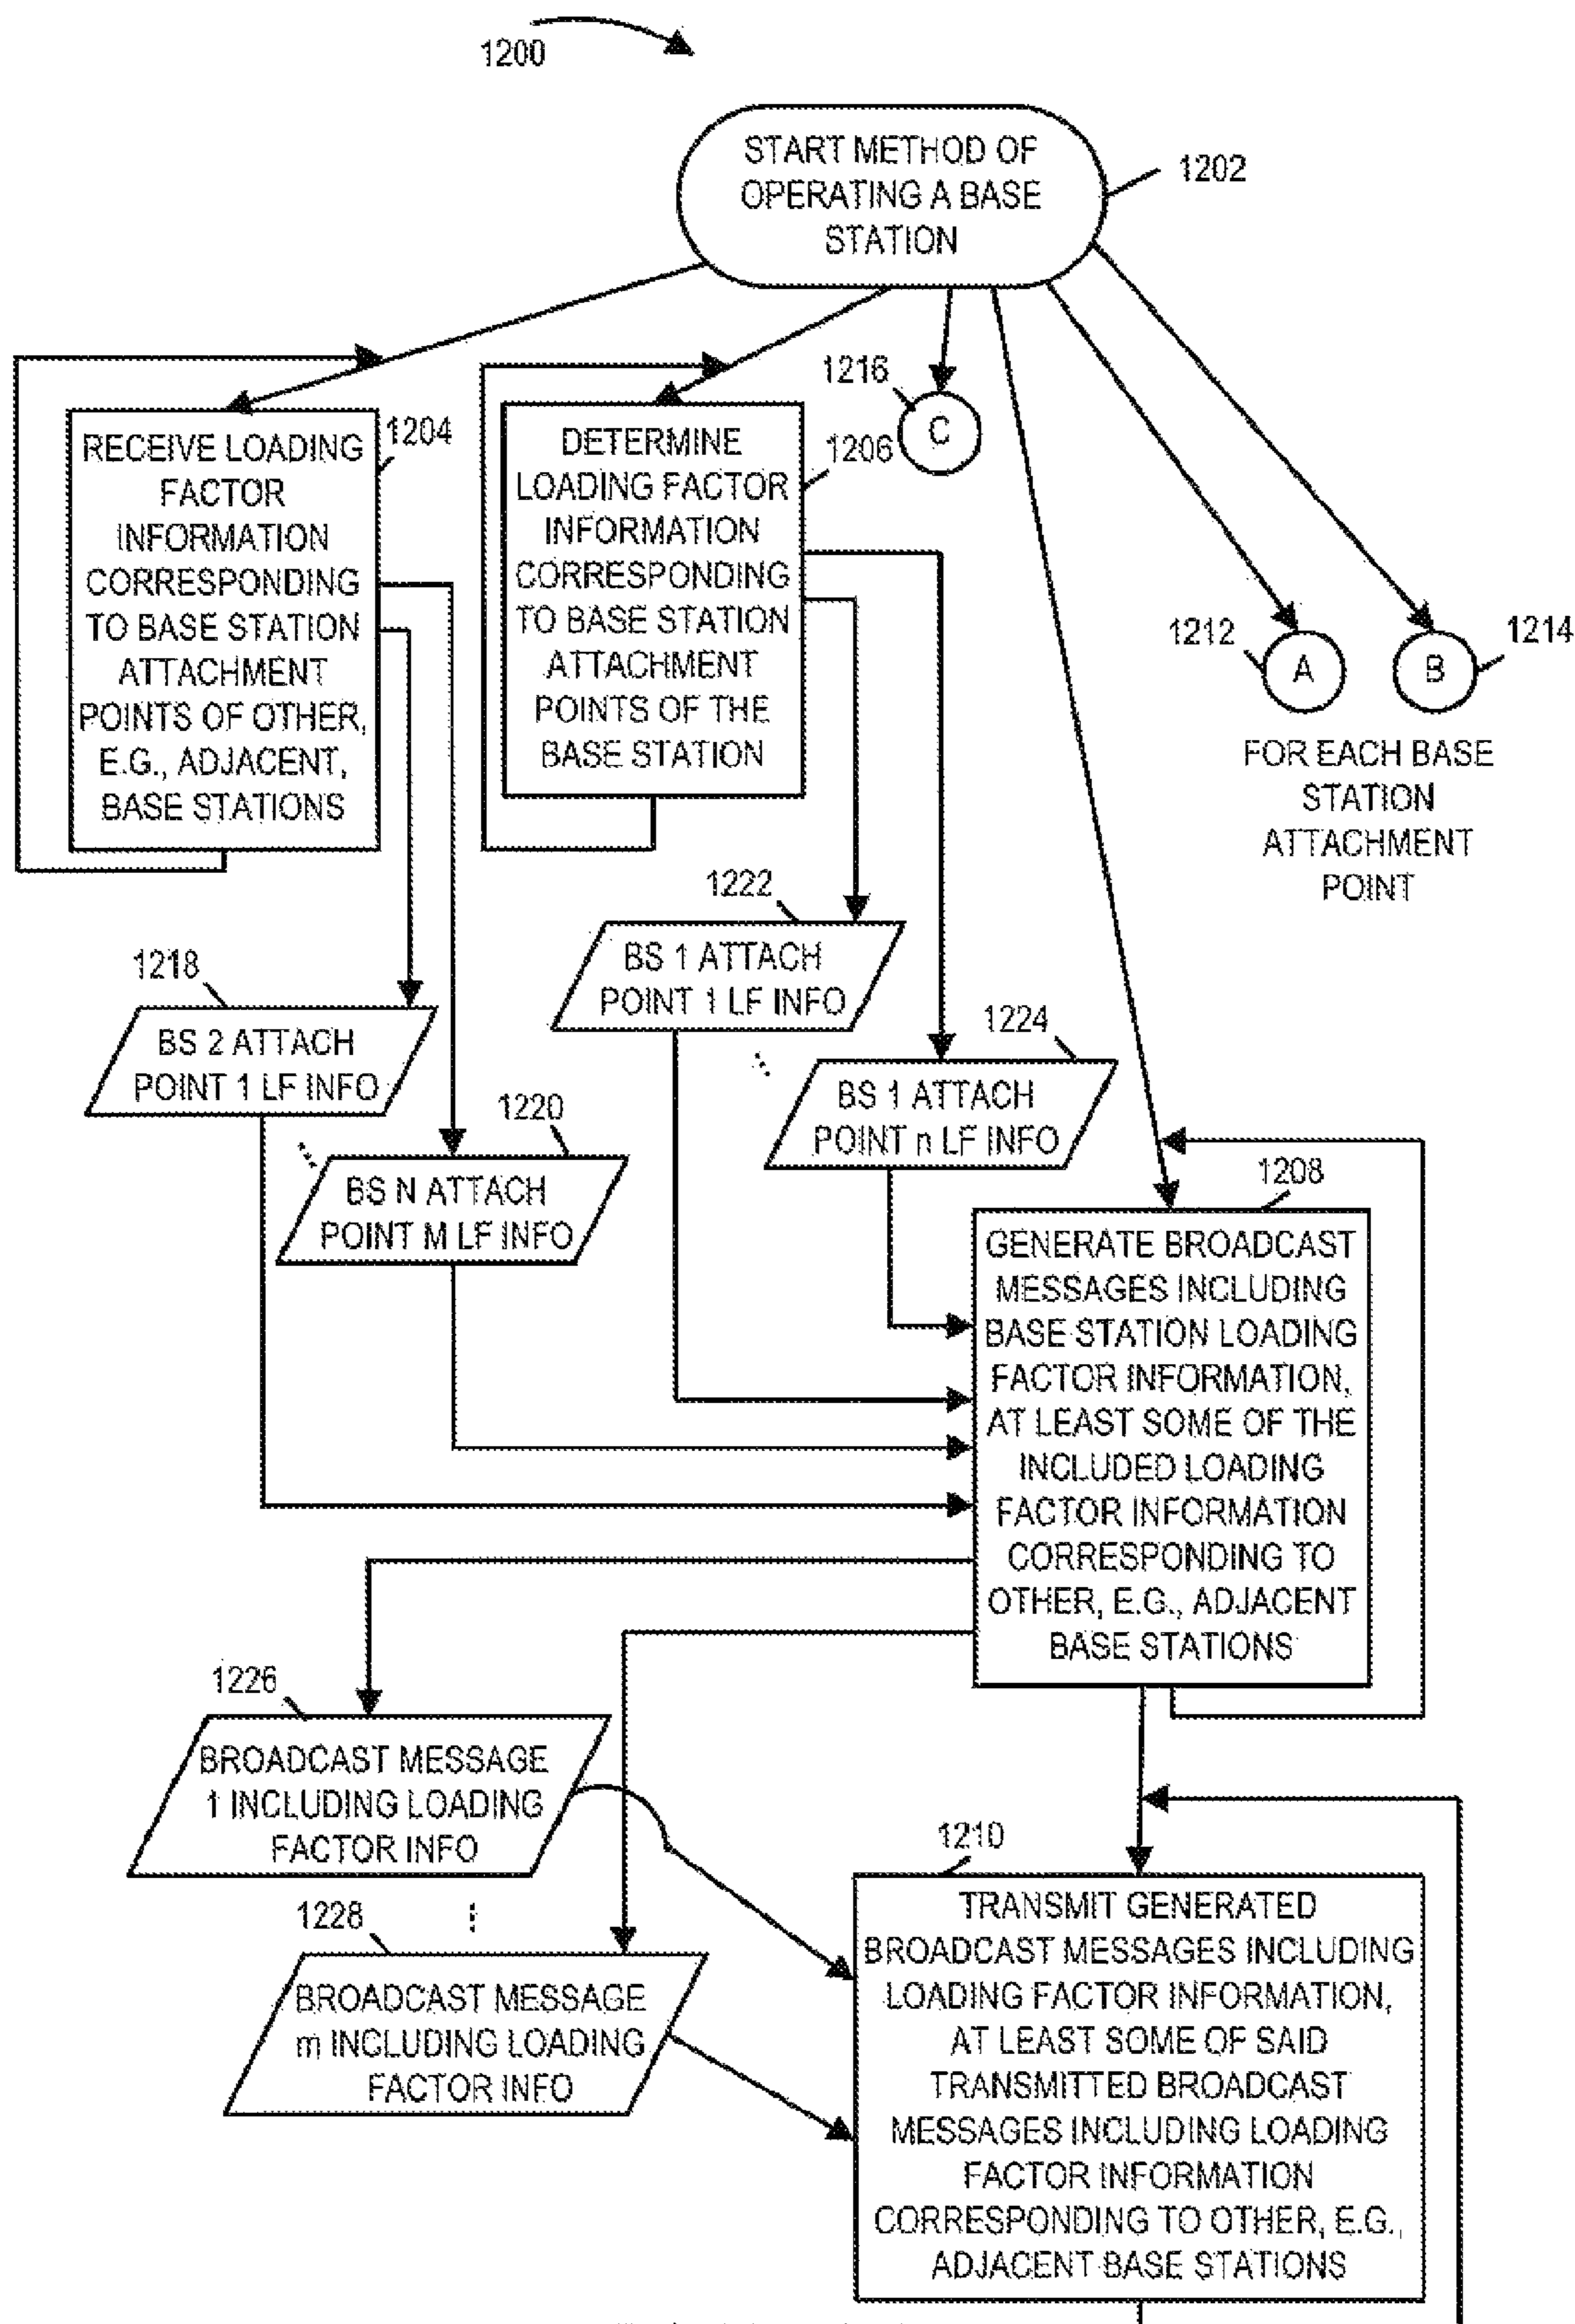 1200
START METHOD OF
OPERATING A BASE
STATION
1202
RECEIVE LOADING
FACTOR
INFORMATION
CORRESPONDING
TO BASE STATION
ATTACHMENT
POINTS OF OTHER,
E.G., ADJACENT,
BASE STATIONS
1204
DETERMINE
LOADING FACTOR
INFORMATION
CORRESPONDING
TO BASE STATION
ATTACHMENT
POINTS OF THE
BASE STATION
1206
1216
C
1212
A
B
1214
FOR EACH BASE
STATION
ATTACHMENT
POINT
1218
BS 2 ATTACH
POINT 1 LF INFO
1220
BS N ATTACH
POINT M LF INFO
1222
BS 1 ATTACH
POINT 1 LF INFO
1224
BS 1 ATTACH
POINT n LF INFO
1208
GENERATE BROADCAST
MESSAGES INCLUDING
BASE STATION LOADING
FACTOR INFORMATION,
AT LEAST SOME OF THE
INCLUDED LOADING
FACTOR INFORMATION
CORRESPONDING TO
OTHER, E.G., ADJACENT
BASE STATIONS
1226
BROADCAST MESSAGE
1 INCLUDING LOADING
FACTOR INFO
1228
BROADCAST MESSAGE
m INCLUDING LOADING
FACTOR INFO
1210
TRANSMIT GENERATED
BROADCAST MESSAGES INCLUDING
LOADING FACTOR INFORMATION,
AT LEAST SOME OF SAID
TRANSMITTED BROADCAST
MESSAGES INCLUDING LOADING
FACTOR INFORMATION
CORRESPONDING TO OTHER, E.G.,
ADJACENT BASE STATIONS